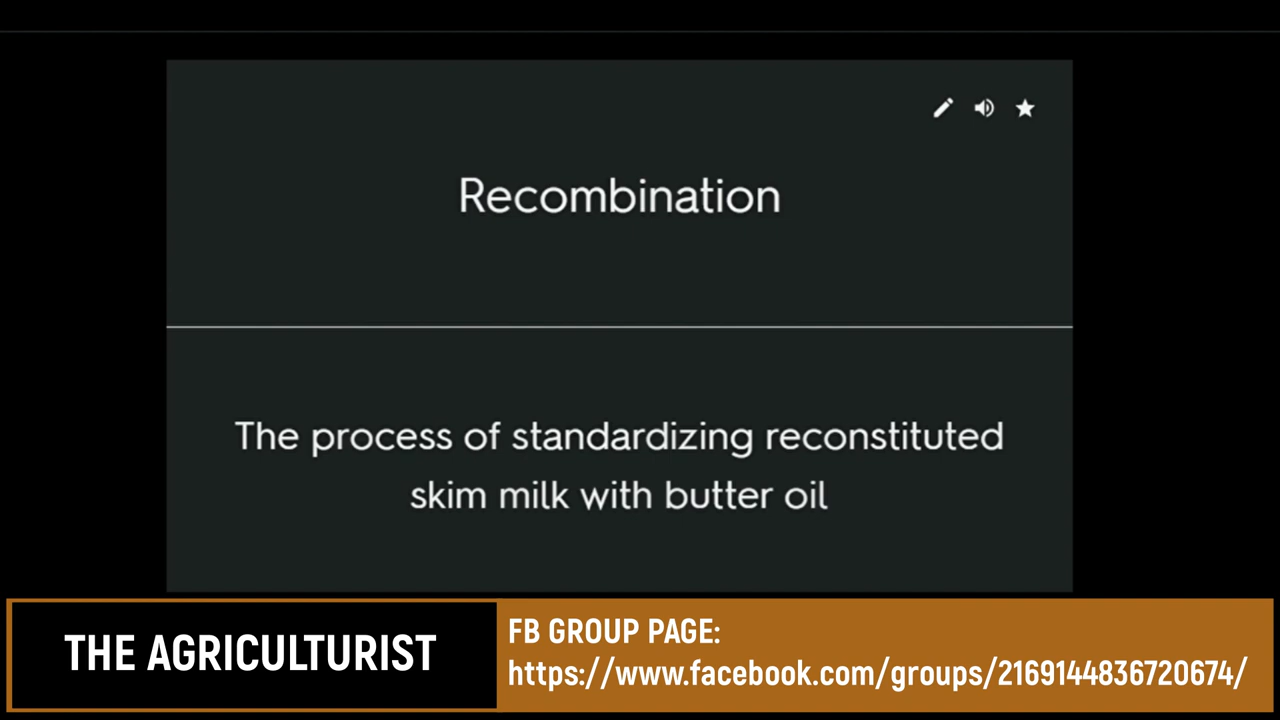 Recombination
The process of standardizing reconstituted
skim milk with butter oil
THE AGRICULTURIST
FB GROUP PAGE:
https://www.facebook.com/groups/2169144836720674/